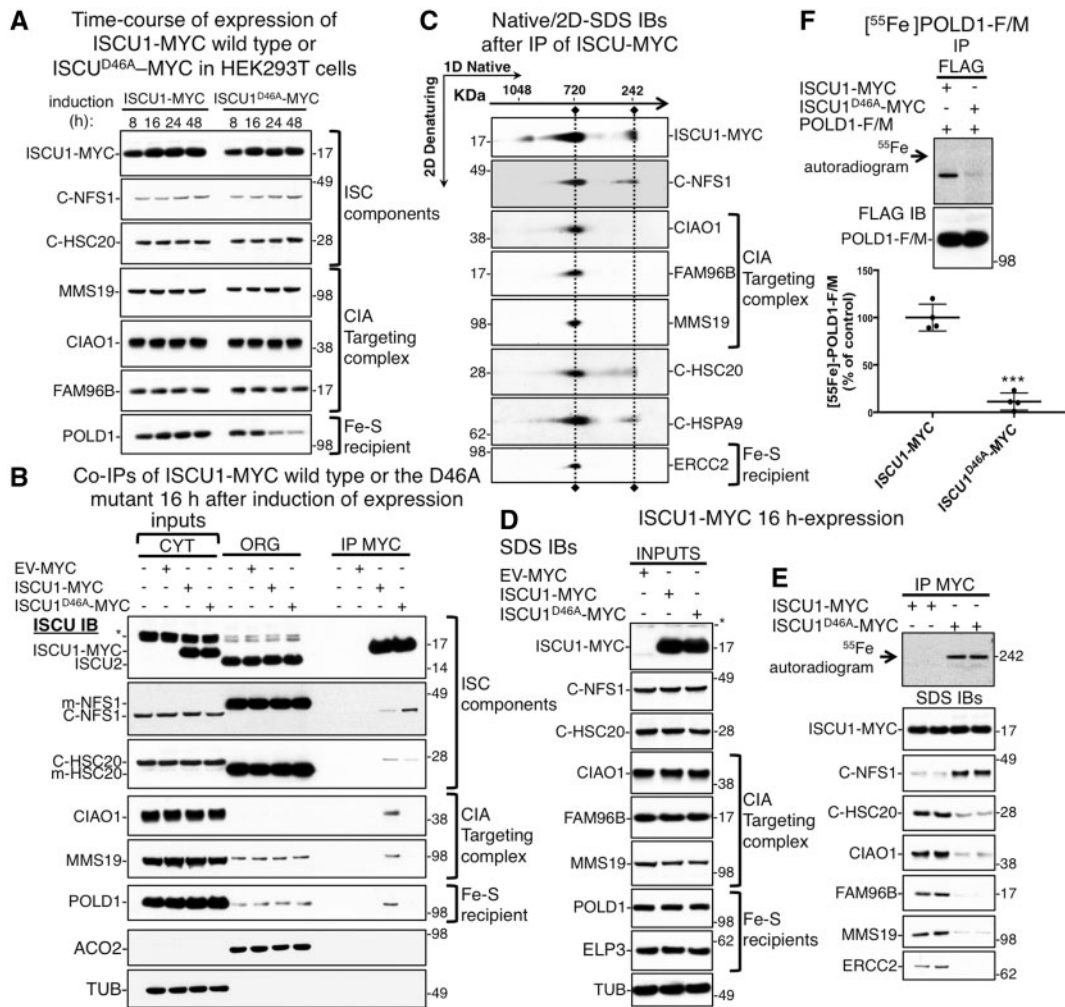 A
Time-course of expression of
ISCU1-MYC wild type or
ISCU^D46A–MYC in HEK293T cells
induction
(h):
ISCU1-MYC ISCU1^D46A-MYC
8 16 24 48 8 16 24 48
ISCU1-MYC- -17
-49
C-NFS1-
C-HSC20- -28
ISC
components
MMS19- -98
CIAO1- -38
FAM96B- -17
CIA
Targeting
complex
POLD1- -98
Fe-S
recipient
B
Co-IPs of ISCU1-MYC wild type or the D46A
mutant 16 h after induction of expression
inputs
CYT ORG IP MYC
EV-MYC - + - - - + - - - + - -
ISCU1-MYC - - + - - - + - - - + -
ISCU1^D46A-MYC - - - + - - - + - - - +
ISCU IB
*-
ISCU1-MYC- -17
ISCU2- -14
-49
m-NFS1-
C-NFS1-
C-HSC20- -28
m-HSC20-
ISC
components
CIAO1- -38
MMS19- -98
CIA
Targeting
complex
POLD1- -98
Fe-S
recipient
-98
ACO2-
TUB- -49
C
Native/2D-SDS IBs
after IP of ISCU-MYC
1D Native
2D Denaturing
KDa 1048 720 242
17- -ISCU1-MYC
49-
-C-NFS1
38- -CIAO1
17- -FAM96B
98- -MMS19
CIA
Targeting
complex
28- -C-HSC20
62- -C-HSPA9
98-
-ERCC2
Fe-S
recipient
D
ISCU1-MYC 16 h-expression
SDS IBs
INPUTS
EV-MYC + - -
ISCU1-MYC - + -
ISCU1^D46A-MYC - - +
-*
ISCU1-MYC- -17
-49
C-NFS1-
C-HSC20- -28
CIAO1- -38
FAM96B- -17
MMS19- -98
CIA
Targeting
complex
POLD1- -98
-62
ELP3-
Fe-S
recipients
TUB- -49
E
IP MYC
ISCU1-MYC + + - -
ISCU1^D46A-MYC - - + +
55Fe
autoradiogram
-242
SDS IBs
ISCU1-MYC- -17
-49
C-NFS1-
C-HSC20- -28
CIAO1- -38
FAM96B- -17
MMS19- -98
ERCC2- -62
F
[55Fe]POLD1-F/M
IP
FLAG
ISCU1-MYC + -
ISCU1^D46A-MYC - +
POLD1-F/M + +
55Fe
autoradiogram
FLAG IB
POLD1-F/M-
-98
[55Fe]-POLD1-F/M
(% of control)
150
100
50
0
***
ISCU1-MYC
ISCU1^D46A-MYC